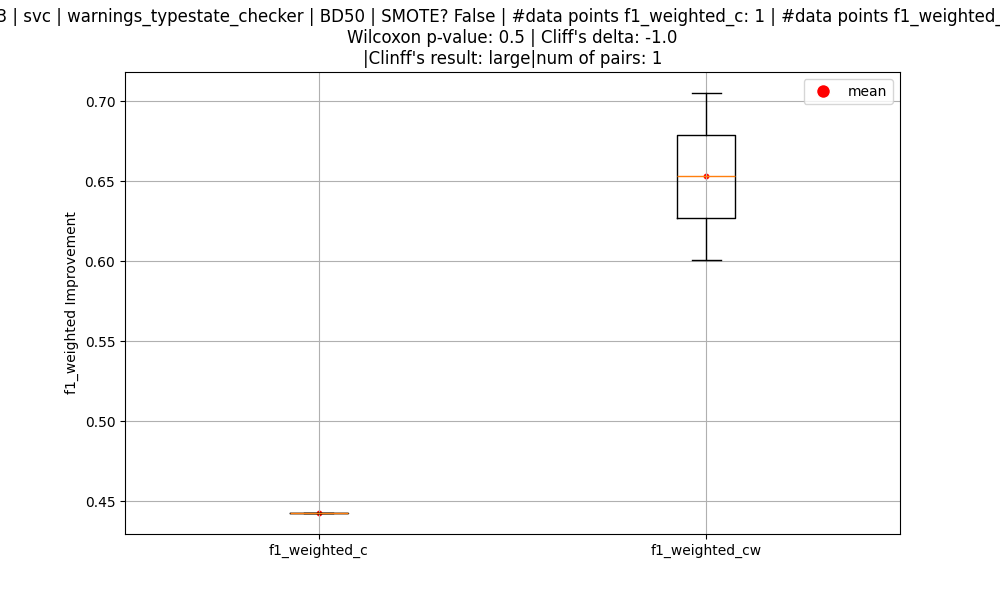 3 | svc | warnings_typestate_checker | BD50 | SMOTE? False | #data points f1_weighted_c: 1 | #data points f1_weighted_
Wilcoxon p-value: 0.5 | Cliff's delta: -1.0
|Clinff's result: large|num of pairs: 1
mean
0.70
0.65
0.60
0.55
0.50
0.45
f1_weighted Improvement
f1_weighted_c
f1_weighted_cw